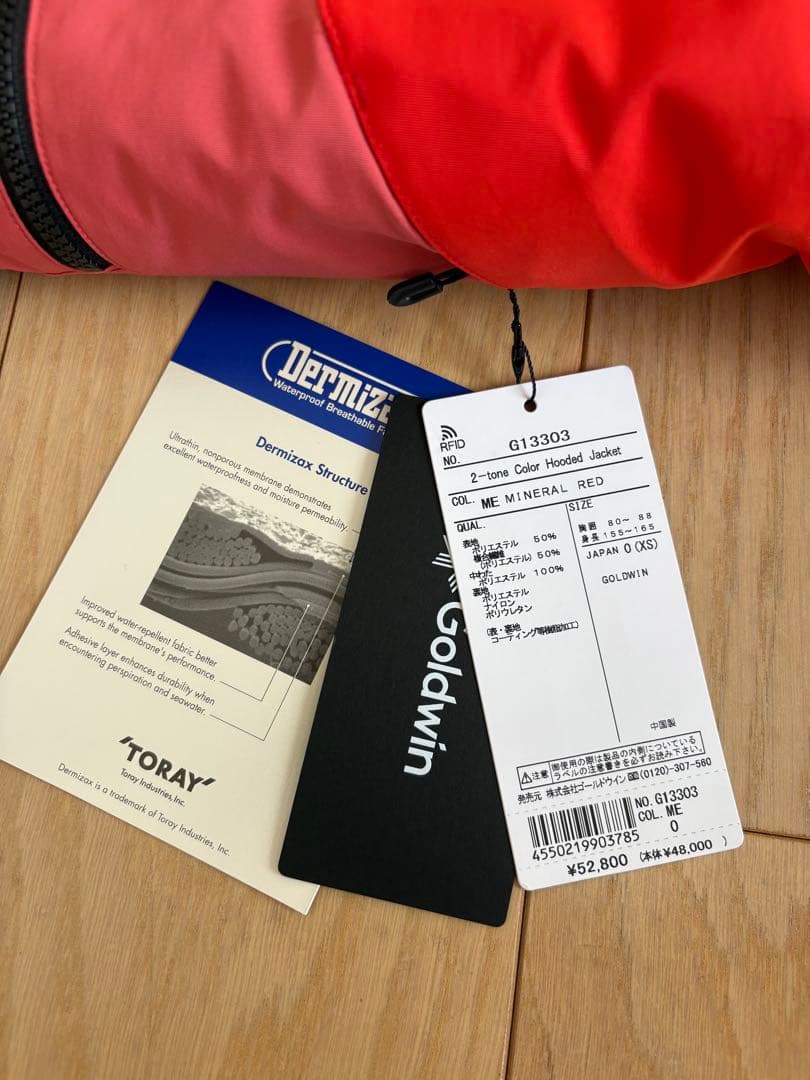 Dermiza
Waterproof Breathable F
Dermizax Structure
Ultrathin, nonporous membrane demonstrates
excellent waterproofness and moisture permeability.
Improved water-repellent fabric better
supports the membrane's performance.
Adhesive layer enhances durability when
encountering perspiration and seawater.
'TORAY'
Toray Industries, Inc.
Dermizax is a trademark of Toray Industries, Inc.
Goldwin
RFID
NO. G13303
2-tone Color Hooded Jacket
COL. ME MINERAL RED
QUAL.
表地
ポリエステル 50%
複合繊維
(ポリエステル) 50%
中わた
ポリエステル 100%
裏地
ポリエステル
ナイロン
ポリウレタン
(表・裏地
コーティング等樹脂加工)
SIZE
胸囲 80~ 88
身長 155~165
JAPAN 0 (XS)
GOLDWIN
中国製
注意 御使用の際は製品の内側についている
ラベルの注意書きを必ずお読み下さい。
発売元 株式会社ゴールドウイン (0120)-307-560
NO. G13303
COL. ME
0
4550219903785
¥52,800 (本体¥48,000 )